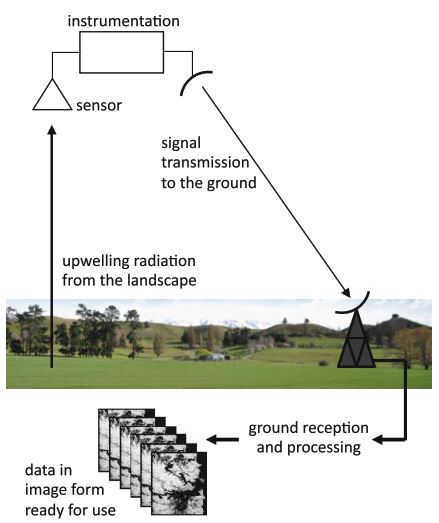 instrumentation
sensor
signal
transmission
to the ground
upwelling radiation
from the landscape
ground reception
and processing
data in
image form
ready for use